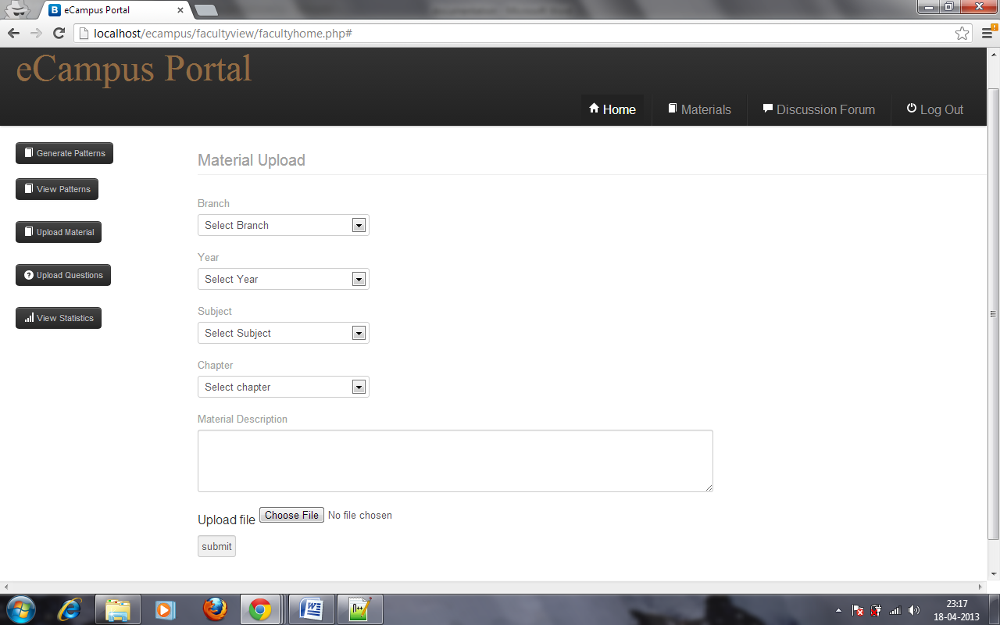 eCampus Portal
localhost/ecampus/facultyview/facultyhome.php#
eCampus Portal
Home Materials Discussion Forum Log Out
Generate Patterns
View Patterns
Upload Material
Upload Questions
View Statistics
Material Upload
Branch
Select Branch
Year
Select Year
Subject
Select Subject
Chapter
Select chapter
Material Description
Upload file Choose File No file chosen
submit
23:17
18-04-2013